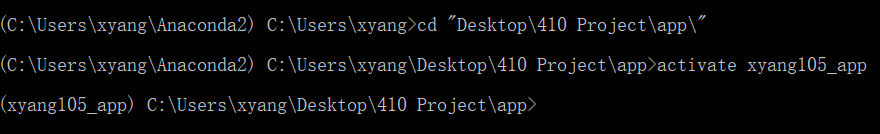 (C:\Users\xyang\Anaconda2) C:\Users\xyang>cd "Desktop\410 Project\app\"
(C:\Users\xyang\Anaconda2) C:\Users\xyang\Desktop\410 Project\app>activate xyang105_app
(xyang105_app) C:\Users\xyang\Desktop\410 Project\app>